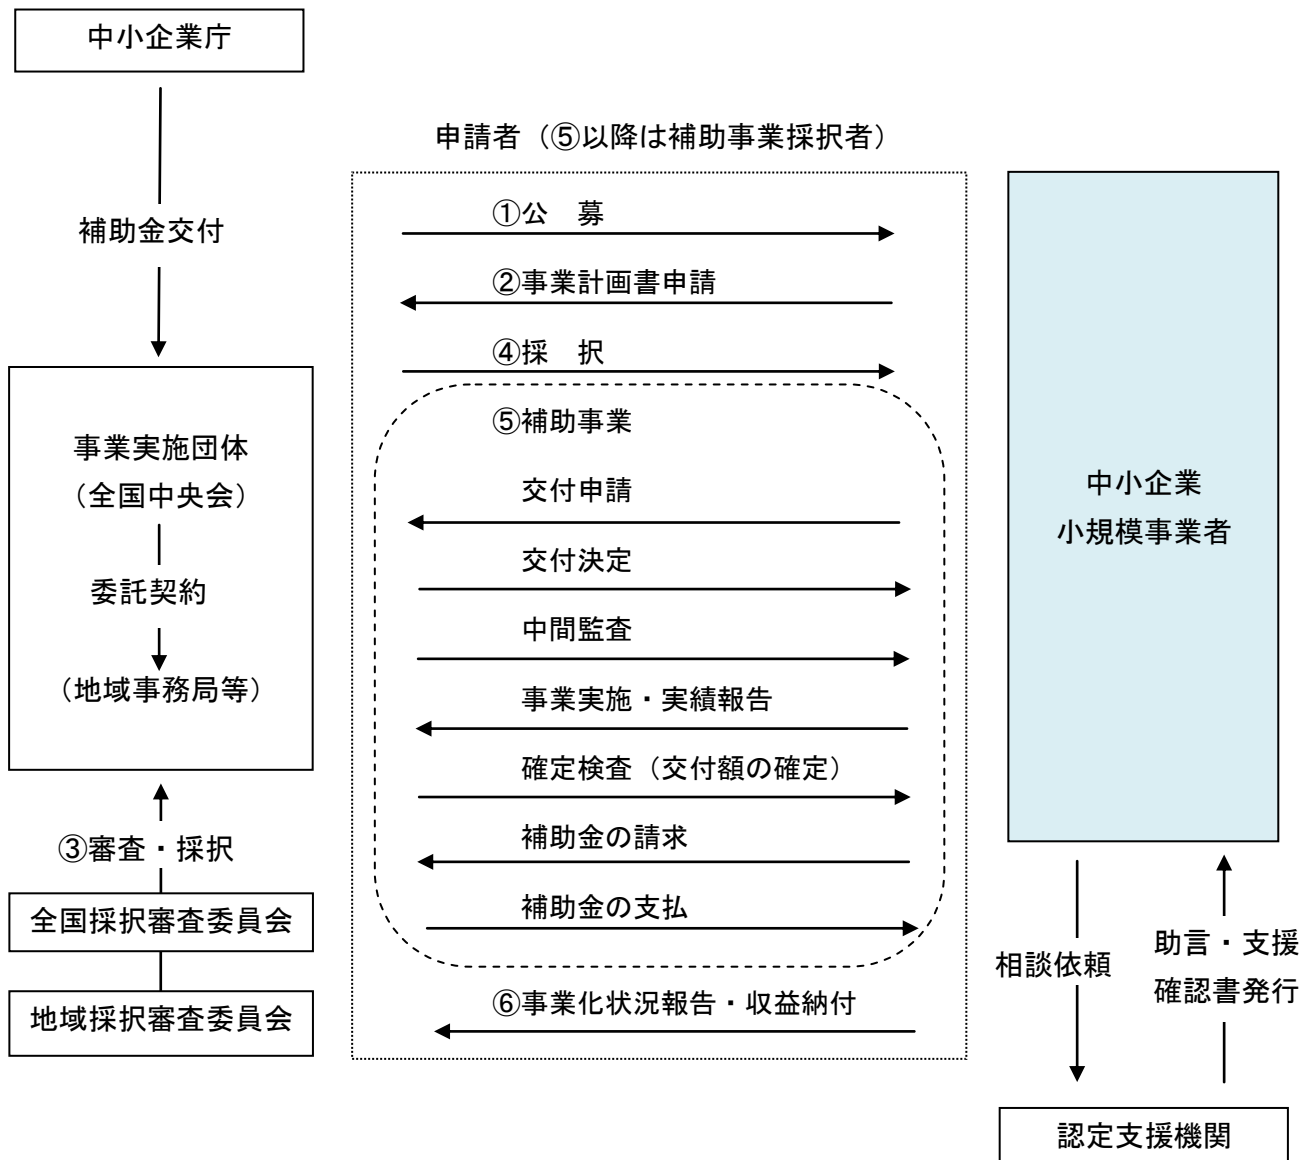 中小企業庁
補助金交付
事業実施団体
（全国中央会）
委託契約
（地域事務局等）
③審査・採択
全国採択審査委員会
地域採択審査委員会
申請者（⑤以降は補助事業採択者）
①公　募
②事業計画書申請
④採　択
⑤補助事業
交付申請
交付決定
中間監査
事業実施・実績報告
確定検査（交付額の確定）
補助金の請求
補助金の支払
⑥事業化状況報告・収益納付
中小企業
小規模事業者
相談依頼
助言・支援
確認書発行
認定支援機関